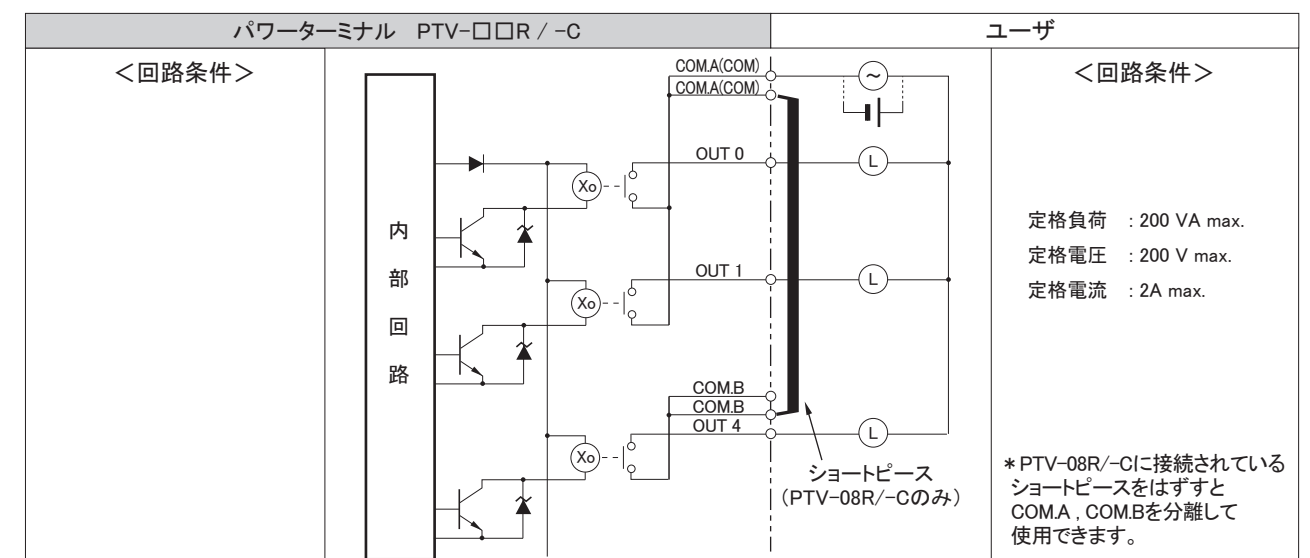 パワーターミナル PTV-□□R / -C
ユーザ
<回路条件>
COM.A(COM)
COM.A(COM)
~
<回路条件>
OUT 0
L
Xo
内部回路
定格負荷 : 200 VA max.
定格電圧 : 200 V max.
定格電流 : 2A max.
OUT 1
L
Xo
COM.B
COM.B
OUT 4
L
Xo
ショートピース
(PTV-08R/-Cのみ)
*PTV-08R/-Cに接続されている
ショートピースをはずすと
COM.A , COM.Bを分離して
使用できます。